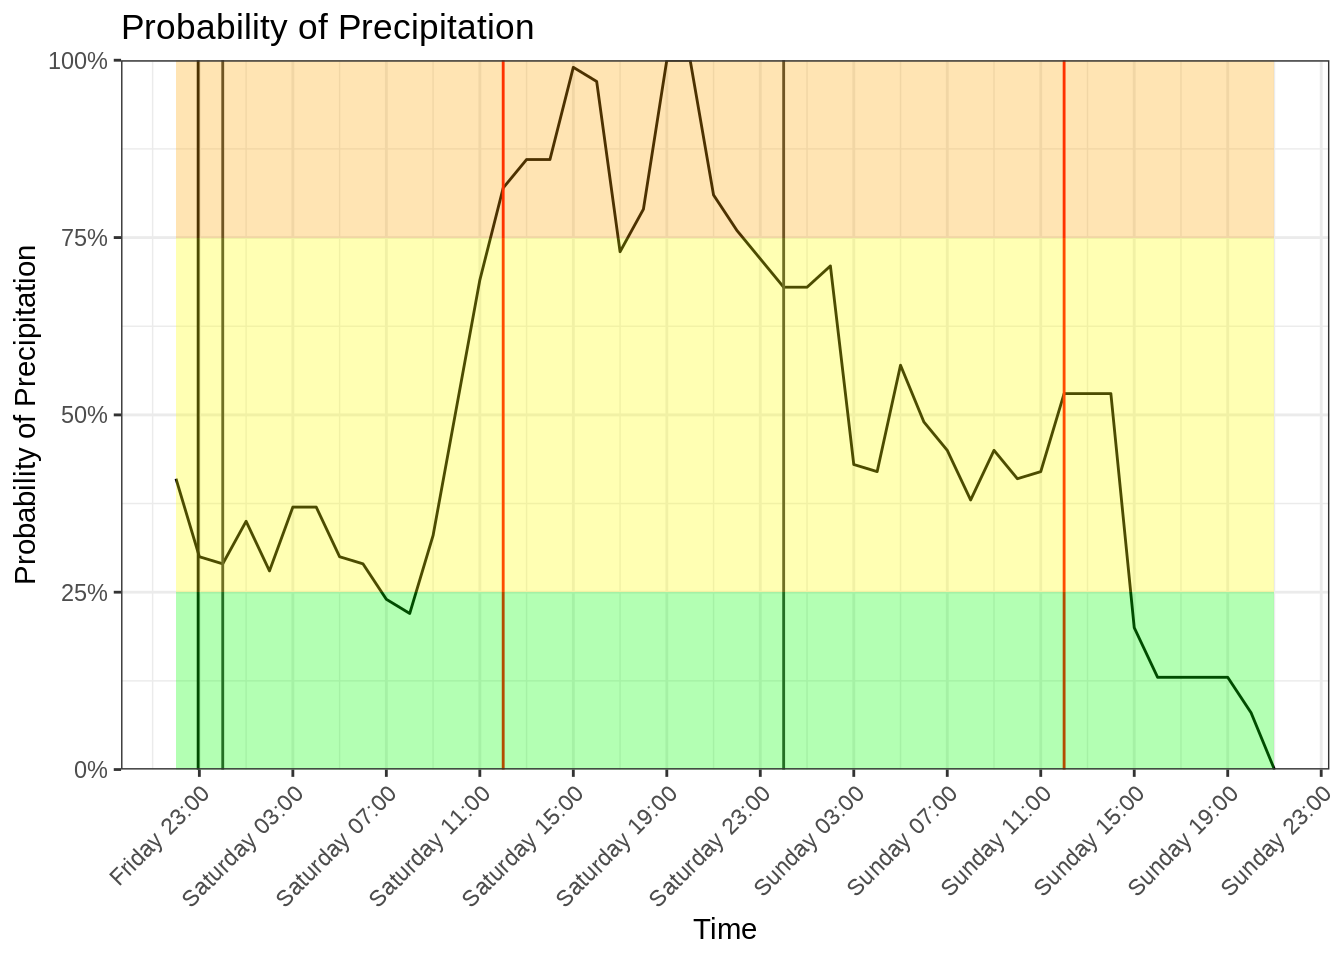 Probability of Precipitation
Probability of Precipitation
100%
75%
50%
25%
0%
Friday 23:00
Saturday 03:00
Saturday 07:00
Saturday 11:00
Saturday 15:00
Saturday 19:00
Saturday 23:00
Sunday 03:00
Sunday 07:00
Sunday 11:00
Sunday 15:00
Sunday 19:00
Sunday 23:00
Time